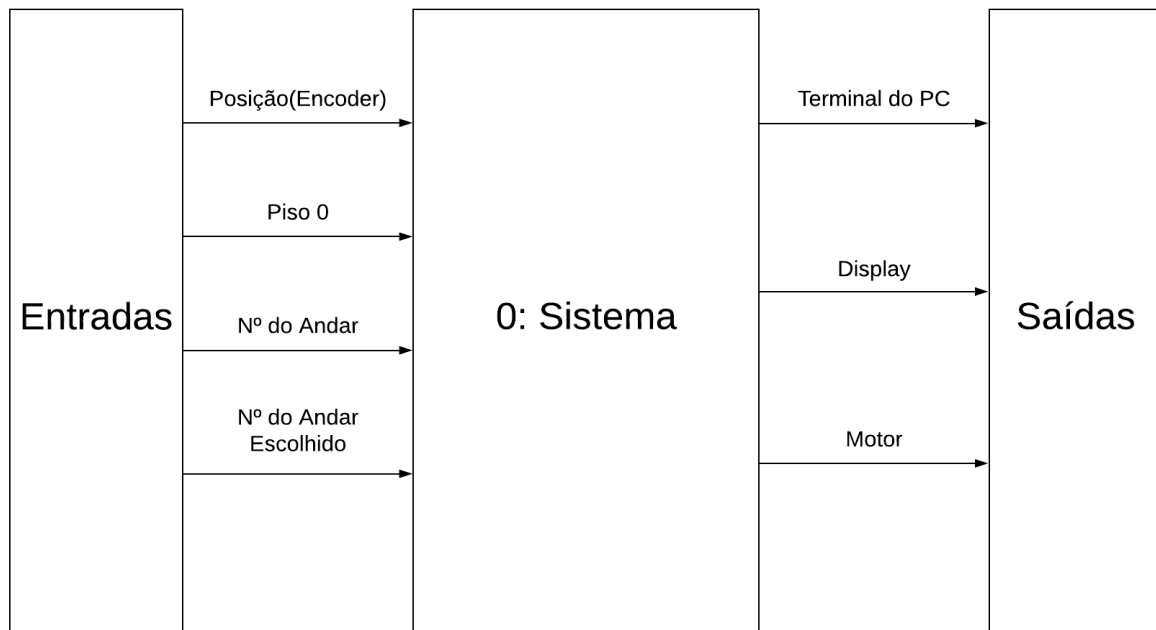 Entradas
Posição(Encoder)
Piso 0
Nº do Andar
Nº do Andar
Escolhido
0: Sistema
Terminal do PC
Display
Motor
Saídas